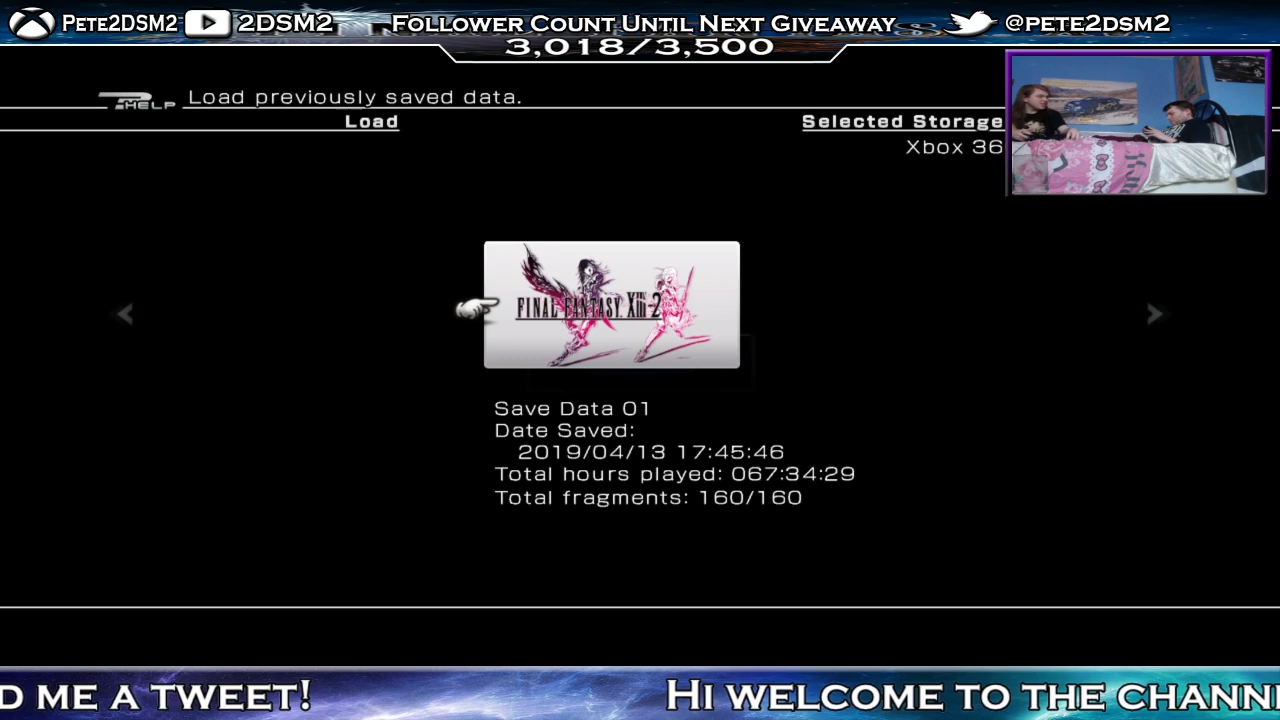 Pete2DSM2 2DSM2 Follower Count Until Next Giveaway @pete2dsm2
3,018/3,500
?HELP Load previously saved data.
Load Selected Storage
Xbox 36
FINAL FANTASY XIII-2
Save Data 01
Date Saved:
2019/04/13 17:45:46
Total hours played: 067:34:29
Total fragments: 160/160
D ME A TWEET! HI WELCOME TO THE CHANN